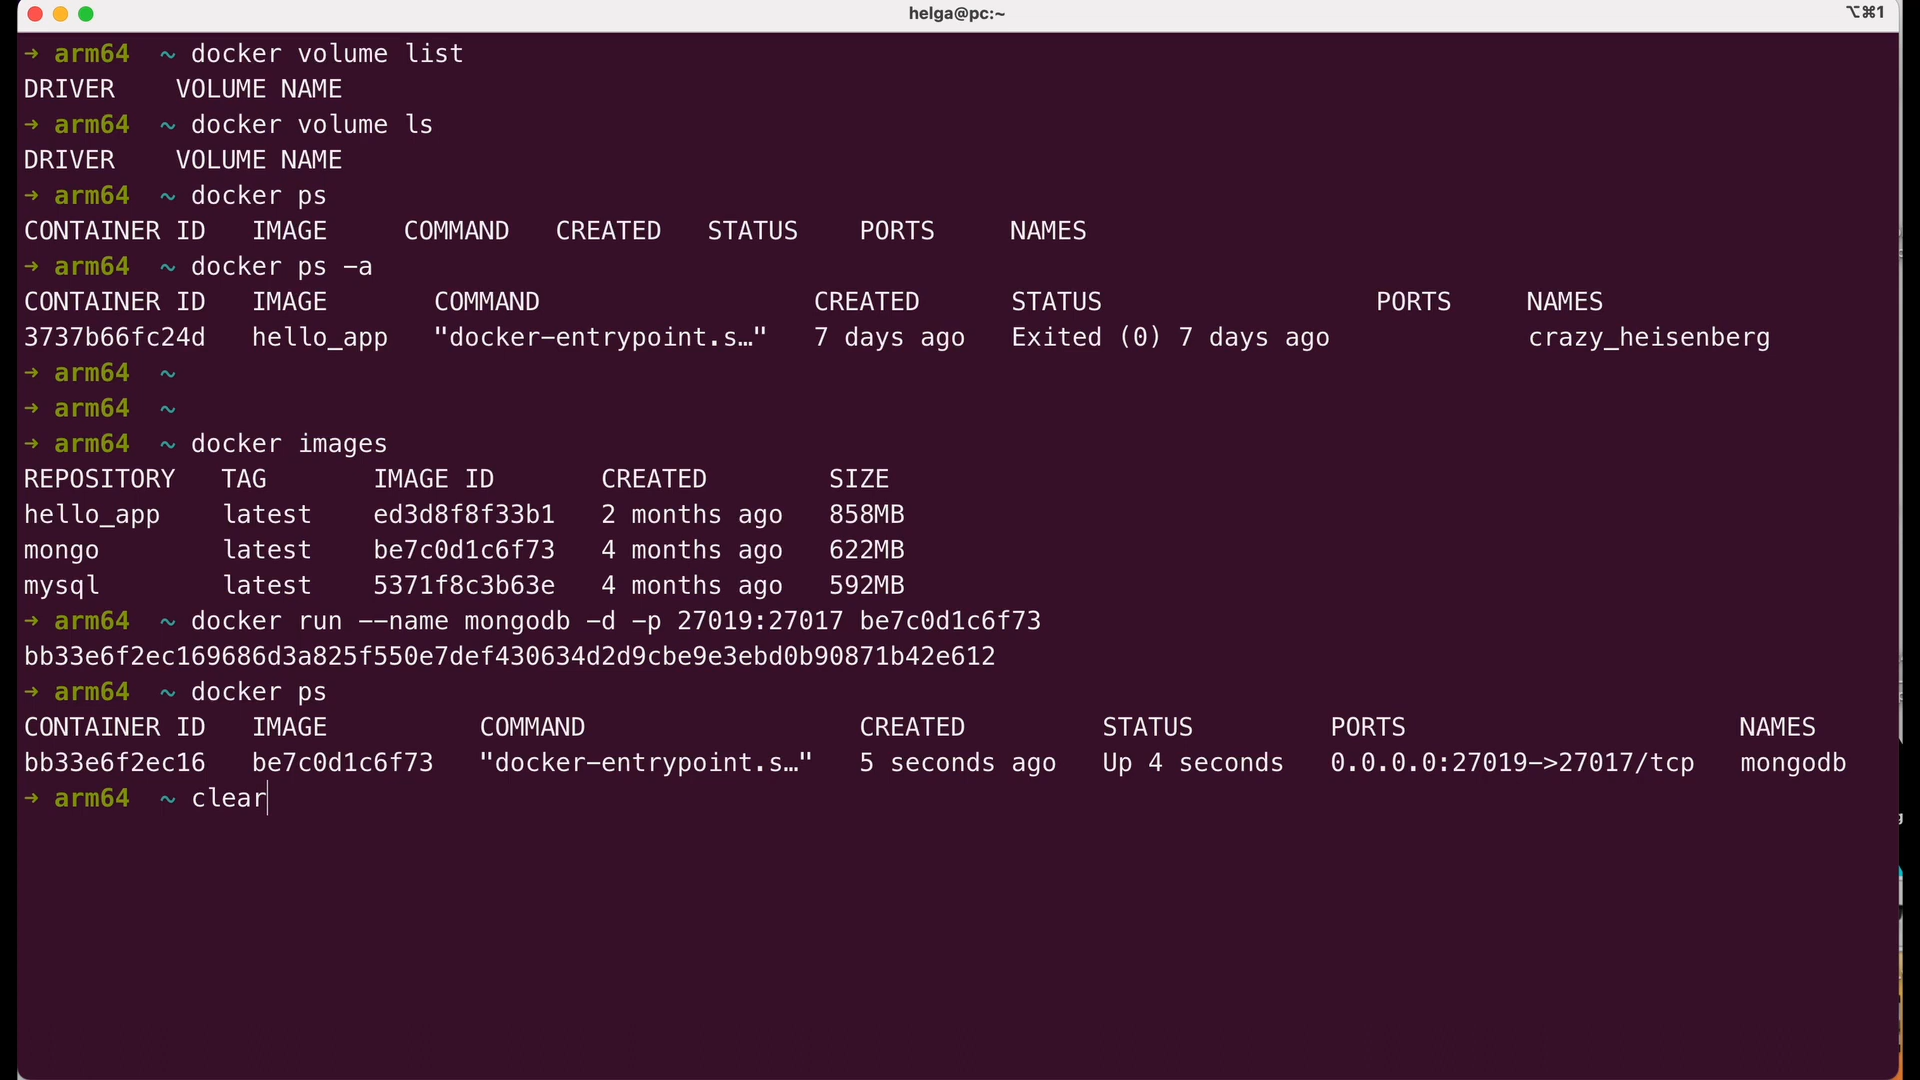 helga@pc:~
⌥⌘1
→ arm64 ~ docker volume list
DRIVER VOLUME NAME
→ arm64 ~ docker volume ls
DRIVER VOLUME NAME
→ arm64 ~ docker ps
CONTAINER ID IMAGE COMMAND CREATED STATUS PORTS NAMES
→ arm64 ~ docker ps -a
CONTAINER ID IMAGE COMMAND CREATED STATUS PORTS NAMES
3737b66fc24d hello_app "docker-entrypoint.s…" 7 days ago Exited (0) 7 days ago crazy_heisenberg
→ arm64 ~
→ arm64 ~
→ arm64 ~ docker images
REPOSITORY TAG IMAGE ID CREATED SIZE
hello_app latest ed3d8f8f33b1 2 months ago 858MB
mongo latest be7c0d1c6f73 4 months ago 622MB
mysql latest 5371f8c3b63e 4 months ago 592MB
→ arm64 ~ docker run --name mongodb -d -p 27019:27017 be7c0d1c6f73
bb33e6f2ec169686d3a825f550e7def430634d2d9cbe9e3ebd0b90871b42e612
→ arm64 ~ docker ps
CONTAINER ID IMAGE COMMAND CREATED STATUS PORTS NAMES
bb33e6f2ec16 be7c0d1c6f73 "docker-entrypoint.s…" 5 seconds ago Up 4 seconds 0.0.0.0:27019->27017/tcp mongodb
→ arm64 ~ clear